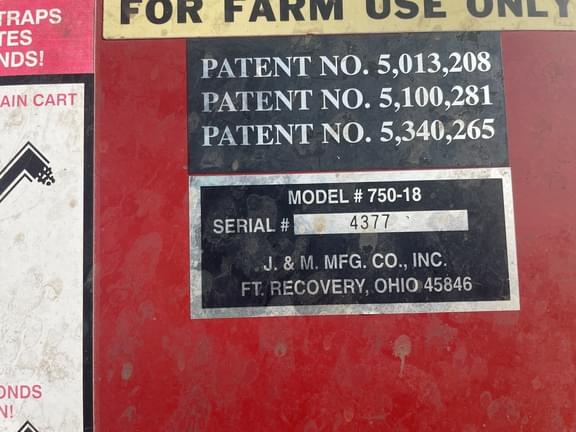 FOR FARM USE ONLY
TRAPS
NDS!
AIN CART
PATENT NO. 5,013,208
PATENT NO. 5,100,281
PATENT NO. 5,340,265
MODEL # 750-18
SERIAL # 4377
J. & M. MFG. CO., INC.
FT. RECOVERY, OHIO 45846
ONDS
N!